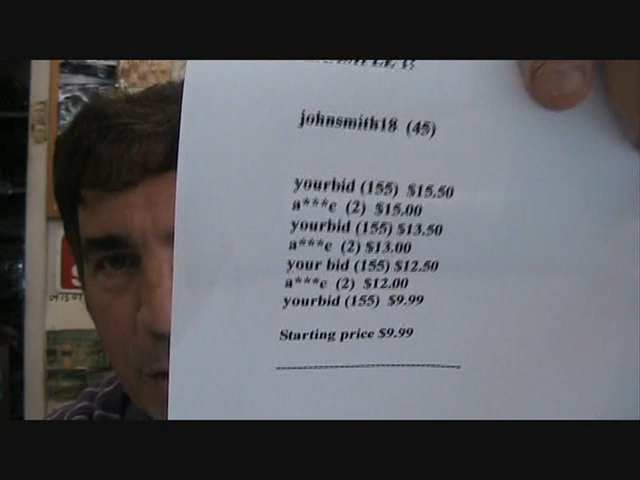 johnsmith18 (45)
yourbid (155) $15.50
a***e (2) $15.00
yourbid (155) $13.50
a***e (2) $13.00
your bid (155) $12.50
a***e (2) $12.00
yourbid (155) $9.99
Starting price $9.99